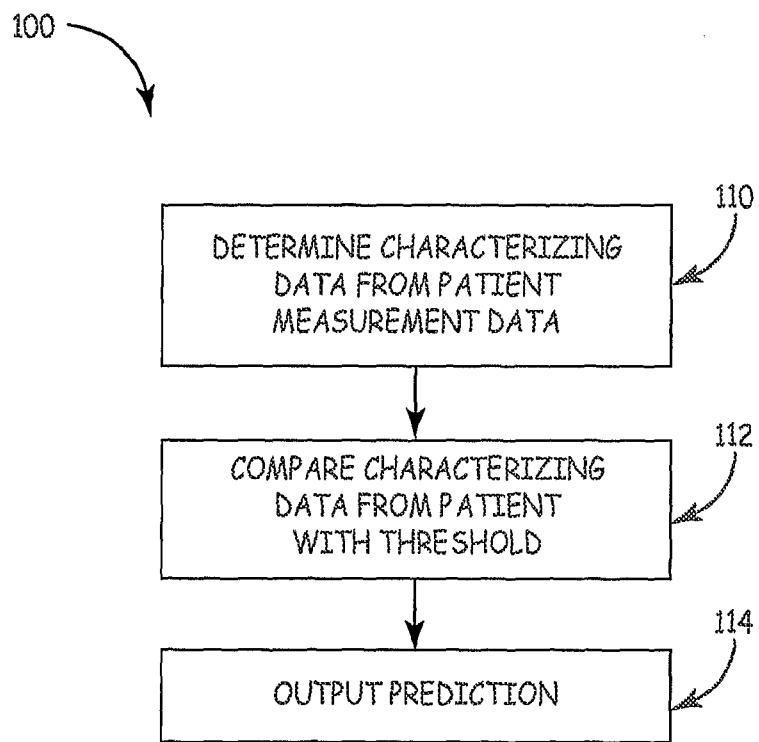 100
110
DETERMINE CHARACTERIZING
DATA FROM PATIENT
MEASUREMENT DATA
112
COMPARE CHARACTERIZING
DATA FROM PATIENT
WITH THRESHOLD
114
OUTPUT PREDICTION